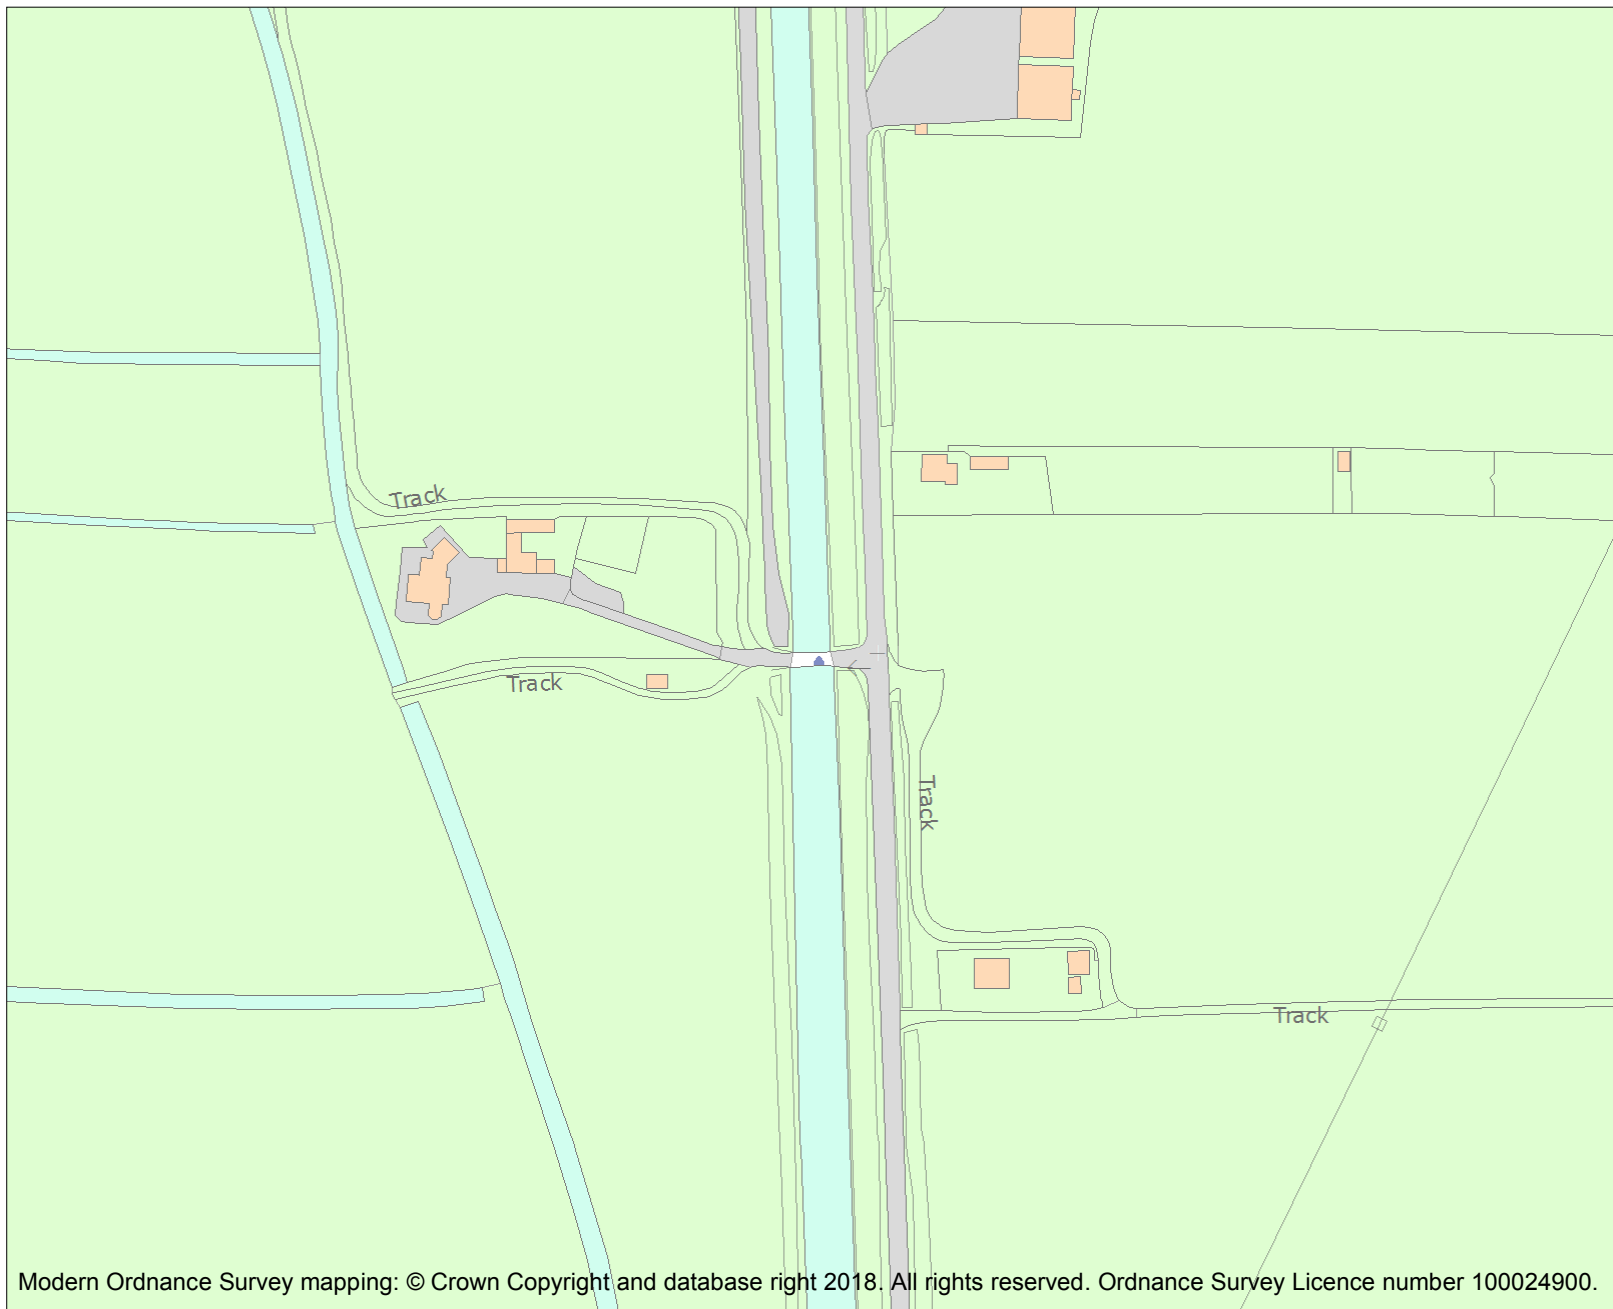 Track
Track
Track
Track
Modern Ordnance Survey mapping: © Crown Copyright and database right 2018. All rights reserved. Ordnance Survey Licence number 100024900.